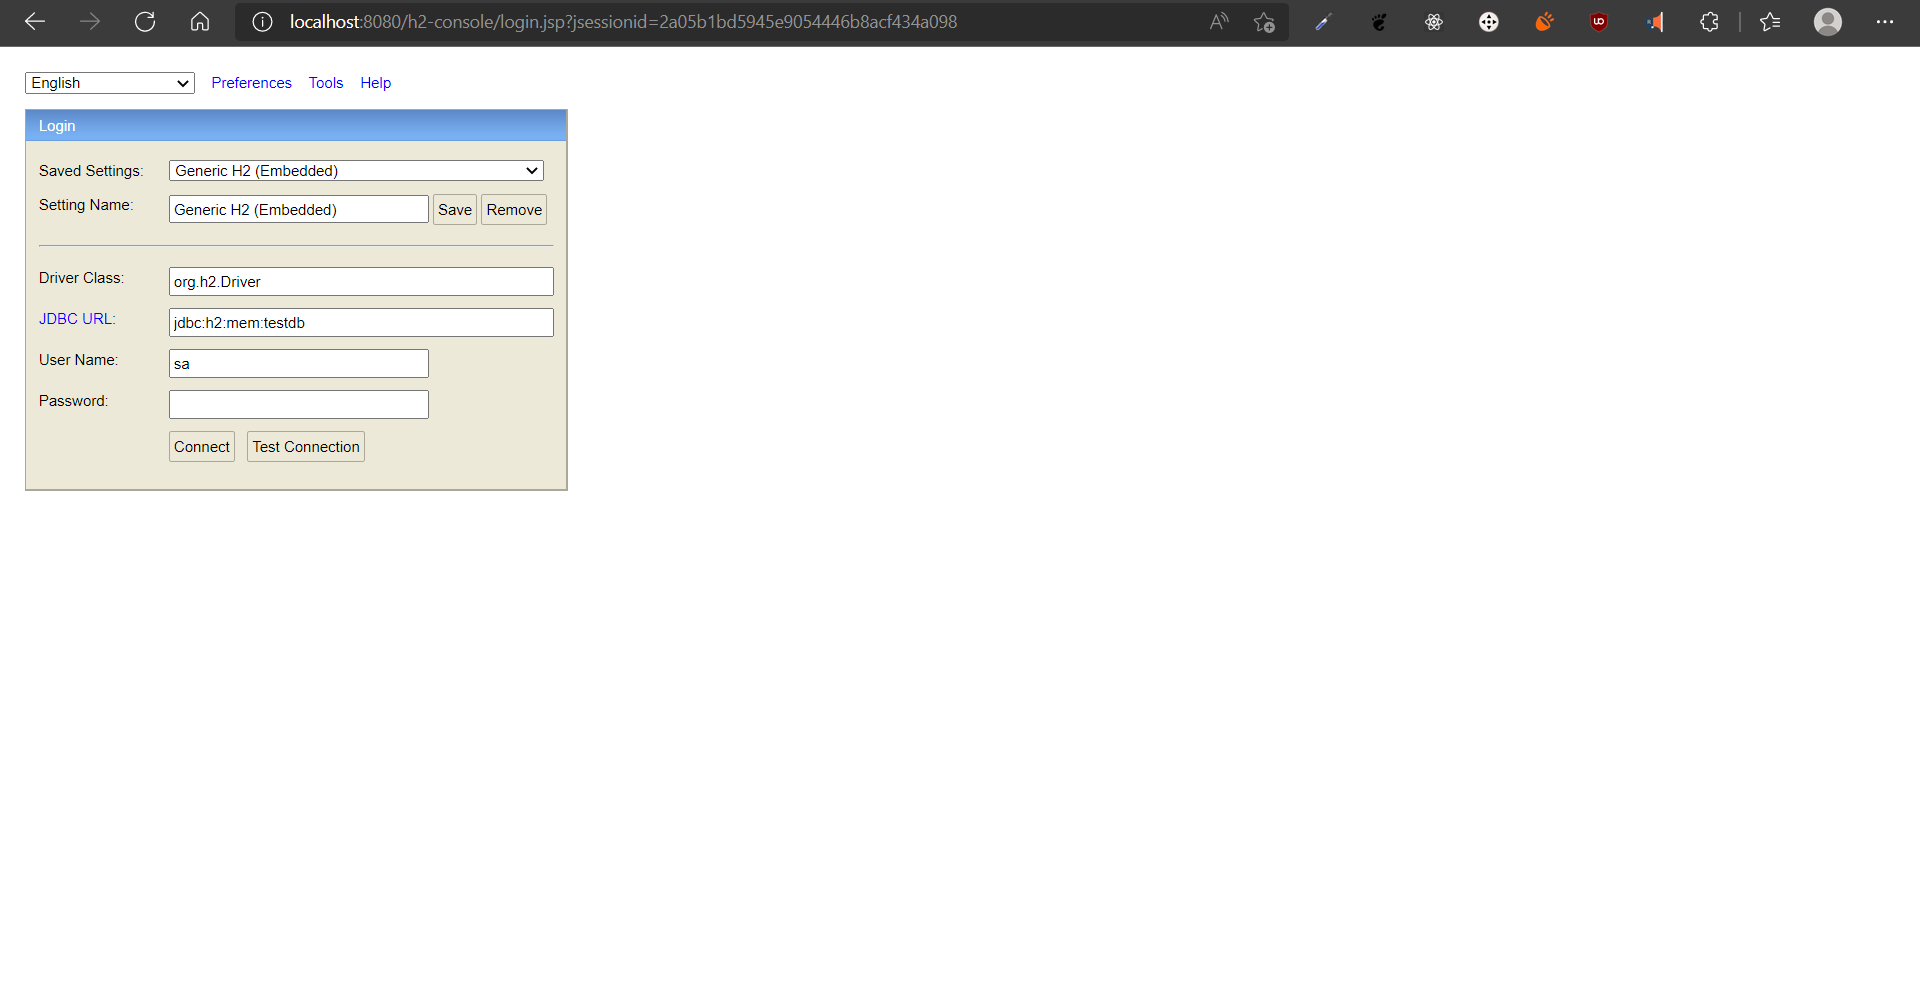 localhost:8080/h2-console/login.jsp?jsessionid=2a05b1bd5945e9054446b8acf434a098
English Preferences Tools Help
Login
Saved Settings: Generic H2 (Embedded)
Setting Name: Generic H2 (Embedded) Save Remove
Driver Class: org.h2.Driver
JDBC URL: jdbc:h2:mem:testdb
User Name: sa
Password:
Connect Test Connection